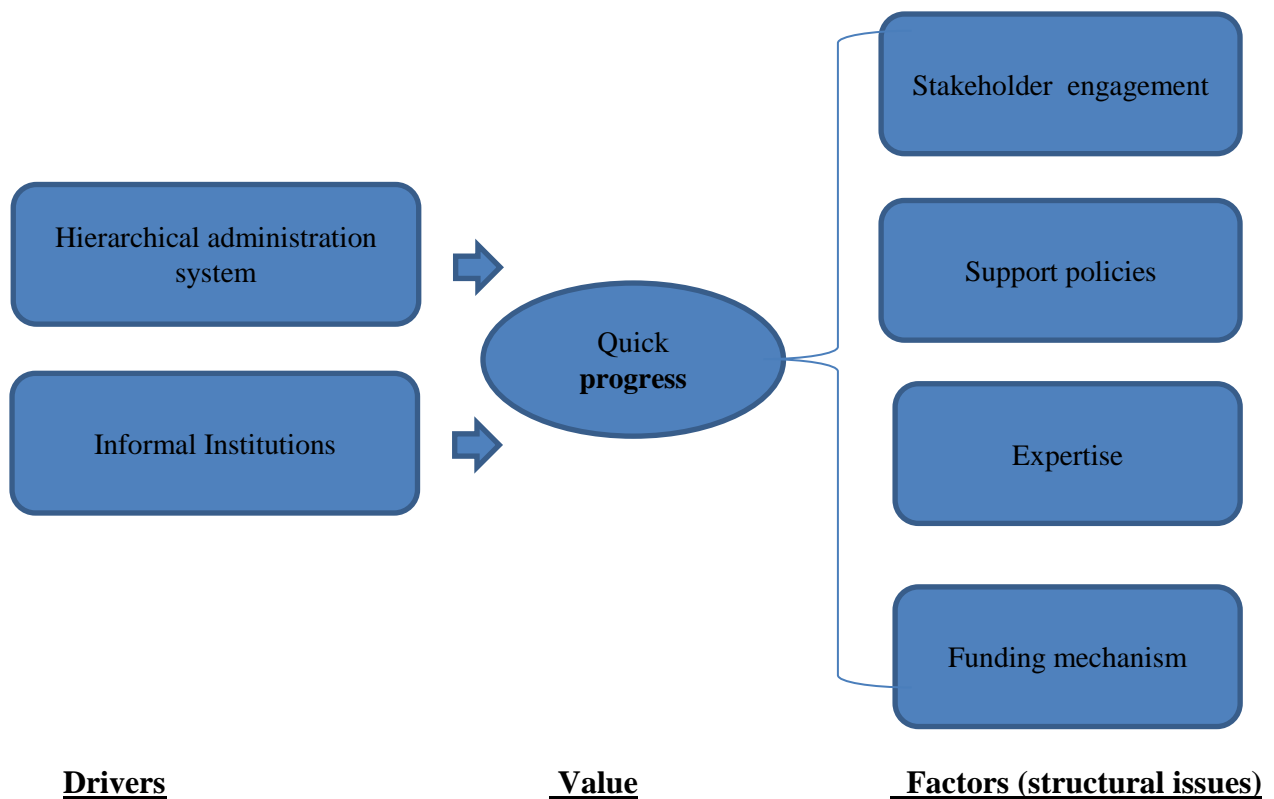 Stakeholder engagement
Hierarchical administration
system
Support policies
Quick
progress
Informal Institutions
Expertise
Funding mechanism
Drivers
Value
Factors (structural issues)